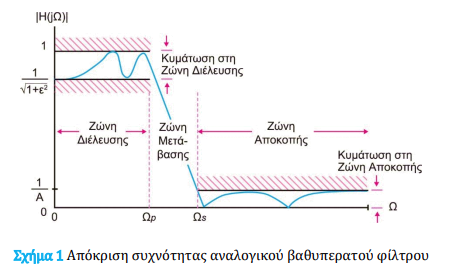 |H(jΩ)|
1
Κυμάτωση στη
Ζώνη Διέλευσης
1
√1+ε²
Ζώνη
Διέλευσης
Ζώνη
Μετά-
βασης
Ζώνη
Αποκοπής
Κυμάτωση στη
Ζώνη Αποκοπής
1
A
0
0
Ωp
Ωs
Ω
Σχήμα 1 Απόκριση συχνότητας αναλογικού βαθυπερατού φίλτρου